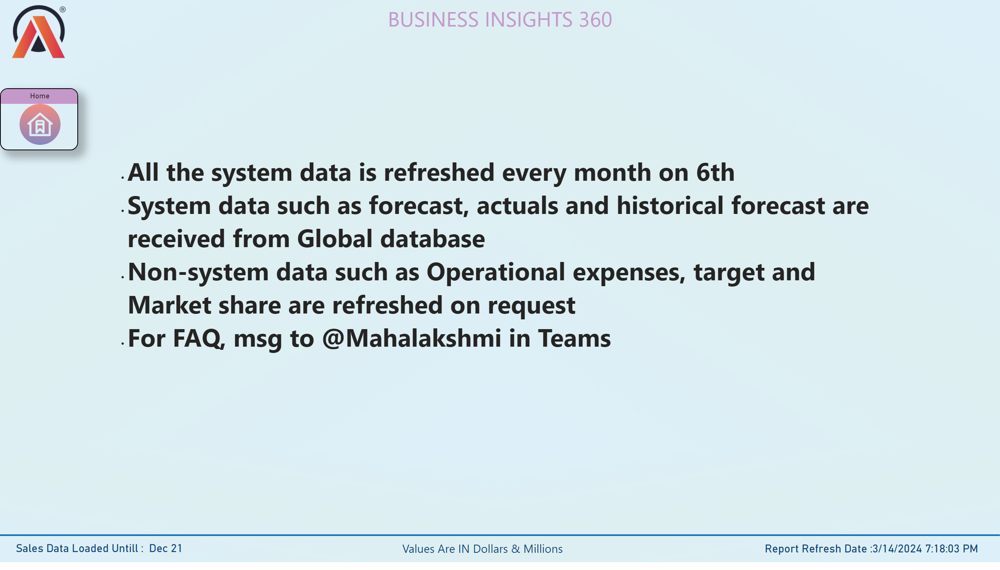 ®
BUSINESS INSIGHTS 360
Home
• All the system data is refreshed every month on 6th
• System data such as forecast, actuals and historical forecast are
received from Global database
• Non-system data such as Operational expenses, target and
Market share are refreshed on request
• For FAQ, msg to @Mahalakshmi in Teams
Sales Data Loaded Untill : Dec 21
Values Are IN Dollars & Millions
Report Refresh Date :3/14/2024 7:18:03 PM